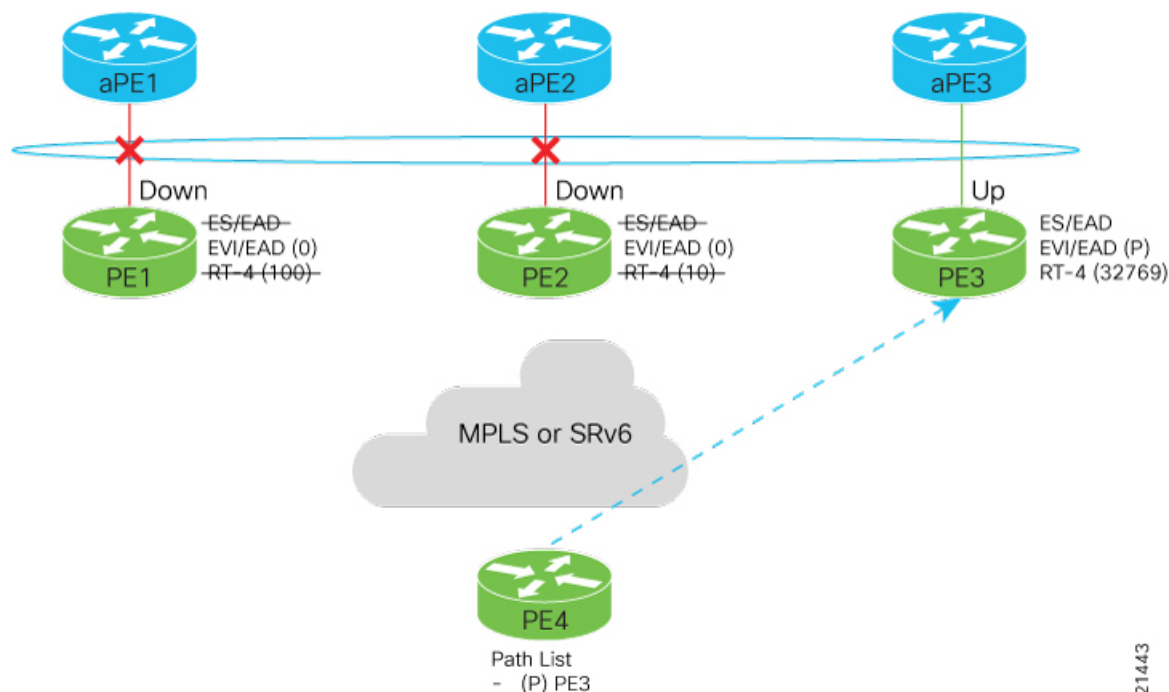 aPE1
aPE2
aPE3
Down
Down
Up
PE1
ES/EAD
EVI/EAD (0)
RT-4 (100)
PE2
ES/EAD
EVI/EAD (0)
RT-4 (10)
PE3
ES/EAD
EVI/EAD (P)
RT-4 (32769)
MPLS or SRv6
PE4
Path List
- (P) PE3
21443